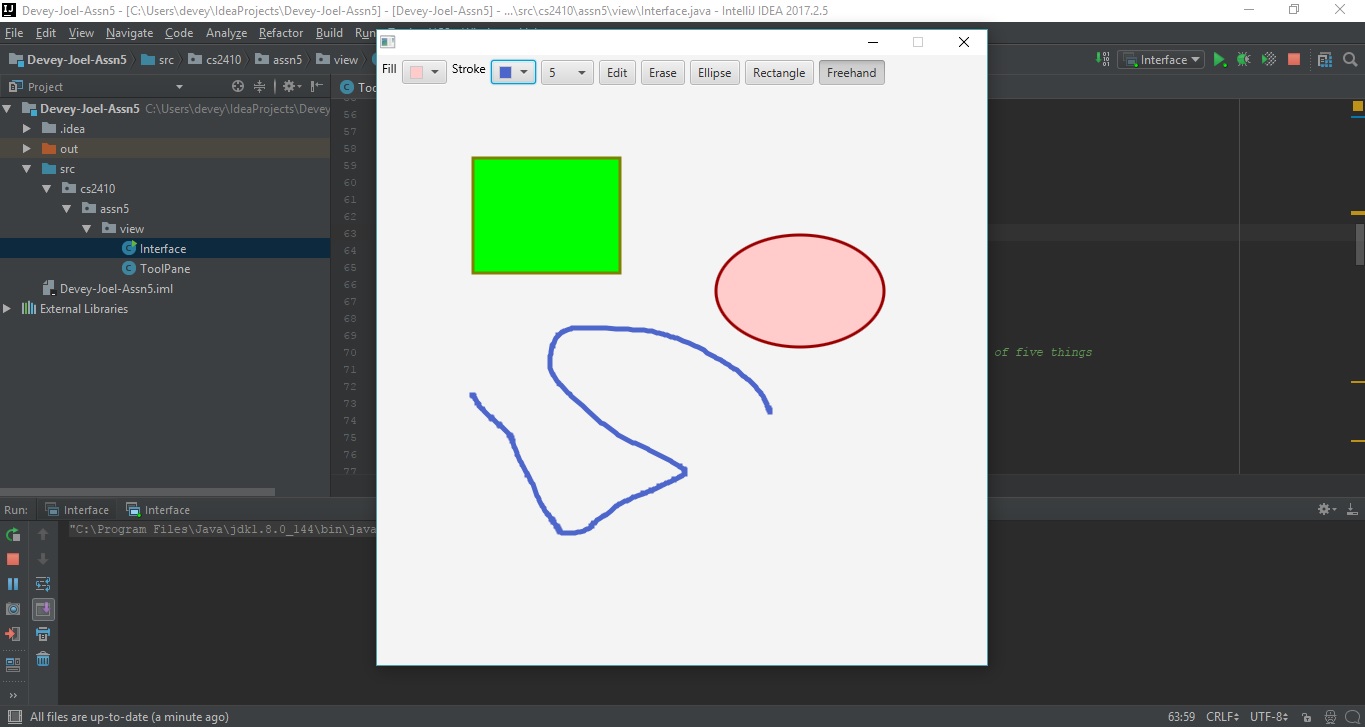 Devey-Joel-Assn5 - [C:\Users\devey\IdeaProjects\Devey-Joel-Assn5] - [Devey-Joel-Assn5] - ...\src\cs2410\assn5\view\Interface.java - IntelliJ IDEA 2017.2.5
File Edit View Navigate Code Analyze Refactor Build Run
Devey-Joel-Assn5 src cs2410 assn5 view
Interface
Project
Too
Fill Stroke 5 Edit Erase Ellipse Rectangle Freehand
Devey-Joel-Assn5 C:\Users\devey\IdeaProjects\Devey
.idea
out
src
cs2410
assn5
view
Interface
ToolPane
Devey-Joel-Assn5.iml
External Libraries
56
57
58
59
60
61
62
63
64
65
66
67
68
69
70 of five things
71
72
73
74
75
76
77
Run: Interface Interface
"C:\Program Files\Java\jdk1.8.0_144\bin\java
All files are up-to-date (a minute ago)
63:59 CRLF UTF-8